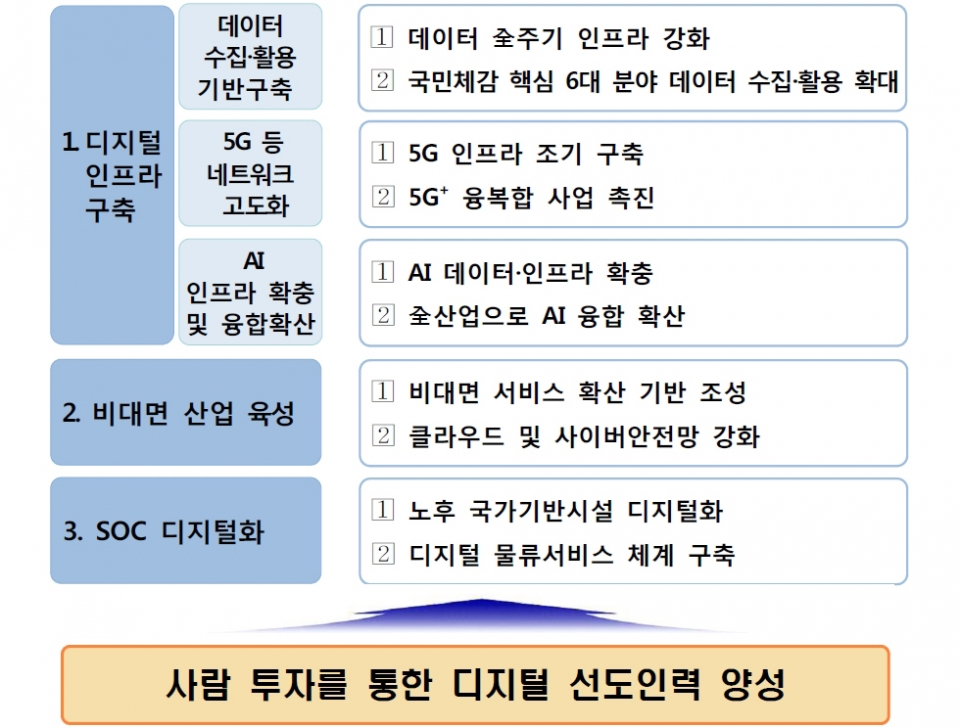 1. 디지털
인프라
구축
데이터
수집·활용
기반구축
1 데이터 全주기 인프라 강화
2 국민체감 핵심 6대 분야 데이터 수집·활용 확대
5G 등
네트워크
고도화
1 5G 인프라 조기 구축
2 5G+ 융복합 사업 촉진
AI
인프라 확충
및 융합확산
1 AI 데이터·인프라 확충
2 全산업으로 AI 융합 확산
2. 비대면 산업 육성
1 비대면 서비스 확산 기반 조성
2 클라우드 및 사이버안전망 강화
3. SOC 디지털화
1 노후 국가기반시설 디지털화
2 디지털 물류서비스 체계 구축
사람 투자를 통한 디지털 선도인력 양성